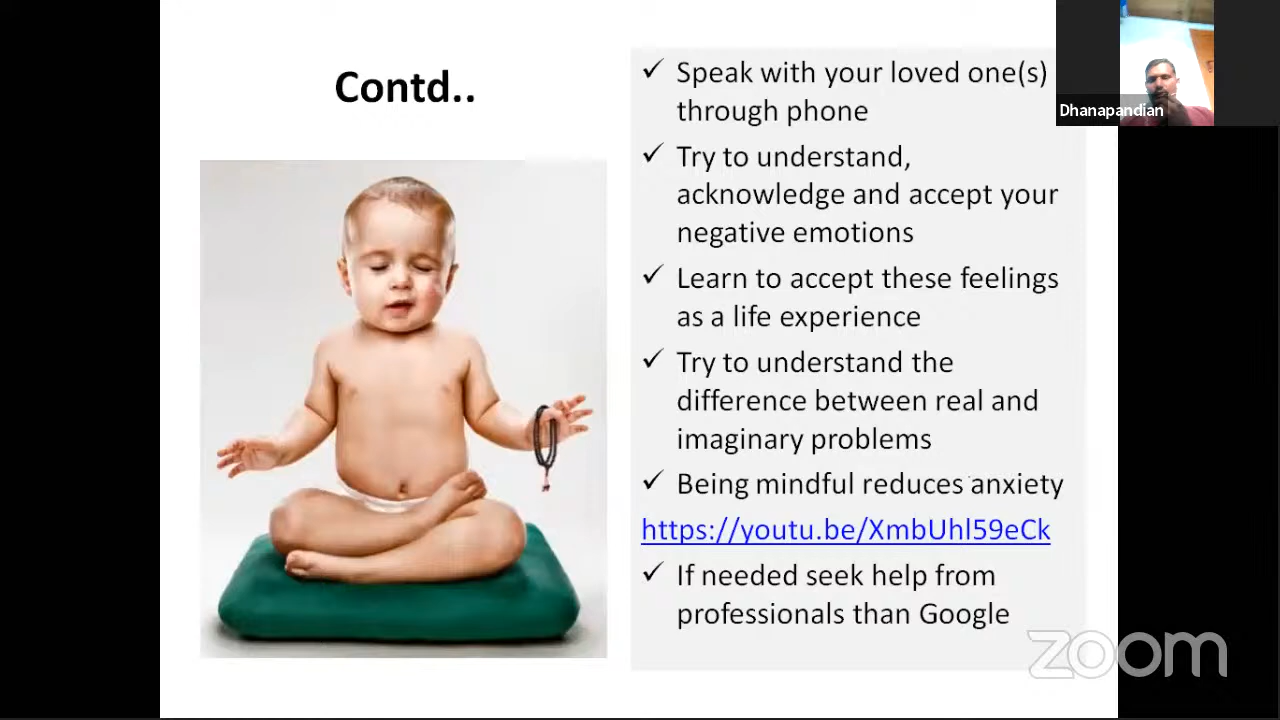 Contd..
✓ Speak with your loved one(s)
through phone
✓ Try to understand,
acknowledge and accept your
negative emotions
✓ Learn to accept these feelings
as a life experience
✓ Try to understand the
difference between real and
imaginary problems
✓ Being mindful reduces anxiety
https://youtu.be/XmbUhl59eCk
✓ If needed seek help from
professionals than Google
Dhanapandian
zoom